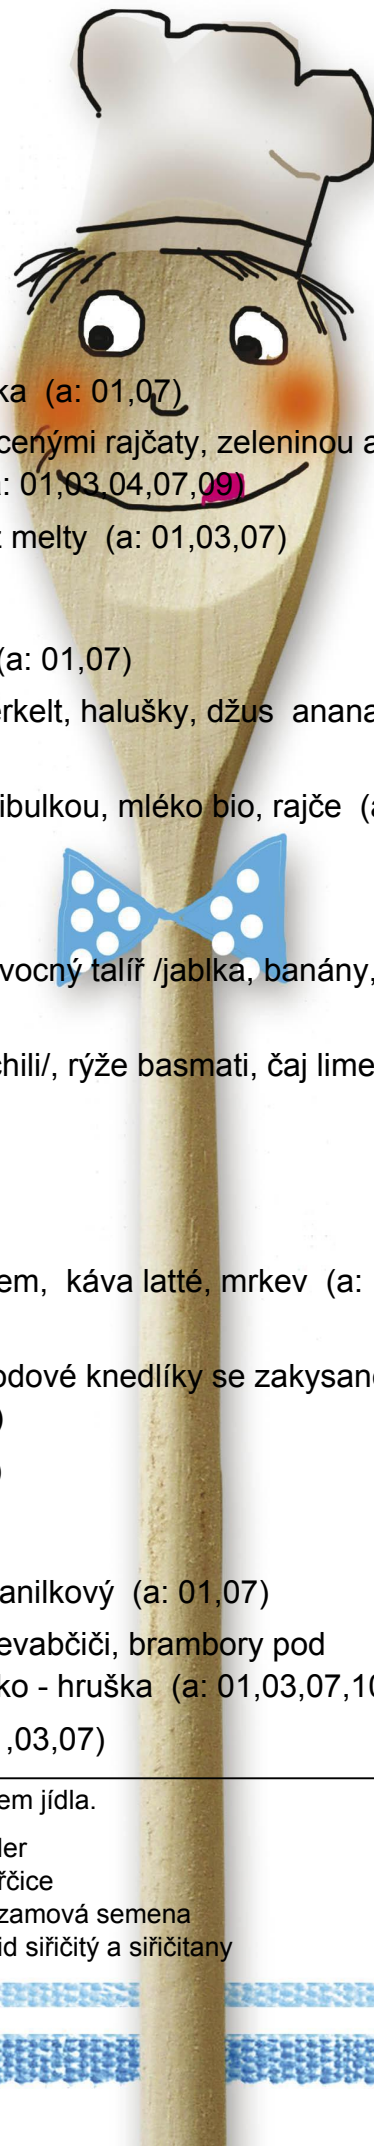 ka (a: 01,07)
cenými rajčaty, zeleninou a
: 01,03,04,07,09)
melty (a: 01,03,07)
(a: 01,07)
rkelt, halušky, džus anana
ibulkou, mléko bio, rajče (a
vocný talíř /jablka, banány,
chili/, rýže basmati, čaj lime
em, káva latté, mrkev (a:
odové knedlíky se zakysano
)
)
anilkový (a: 01,07)
evabčiči, brambory pod
ko - hruška (a: 01,03,07,10
,03,07)
em jídla.
ler
řčice
zamová semena
id siřičitý a siřičitany